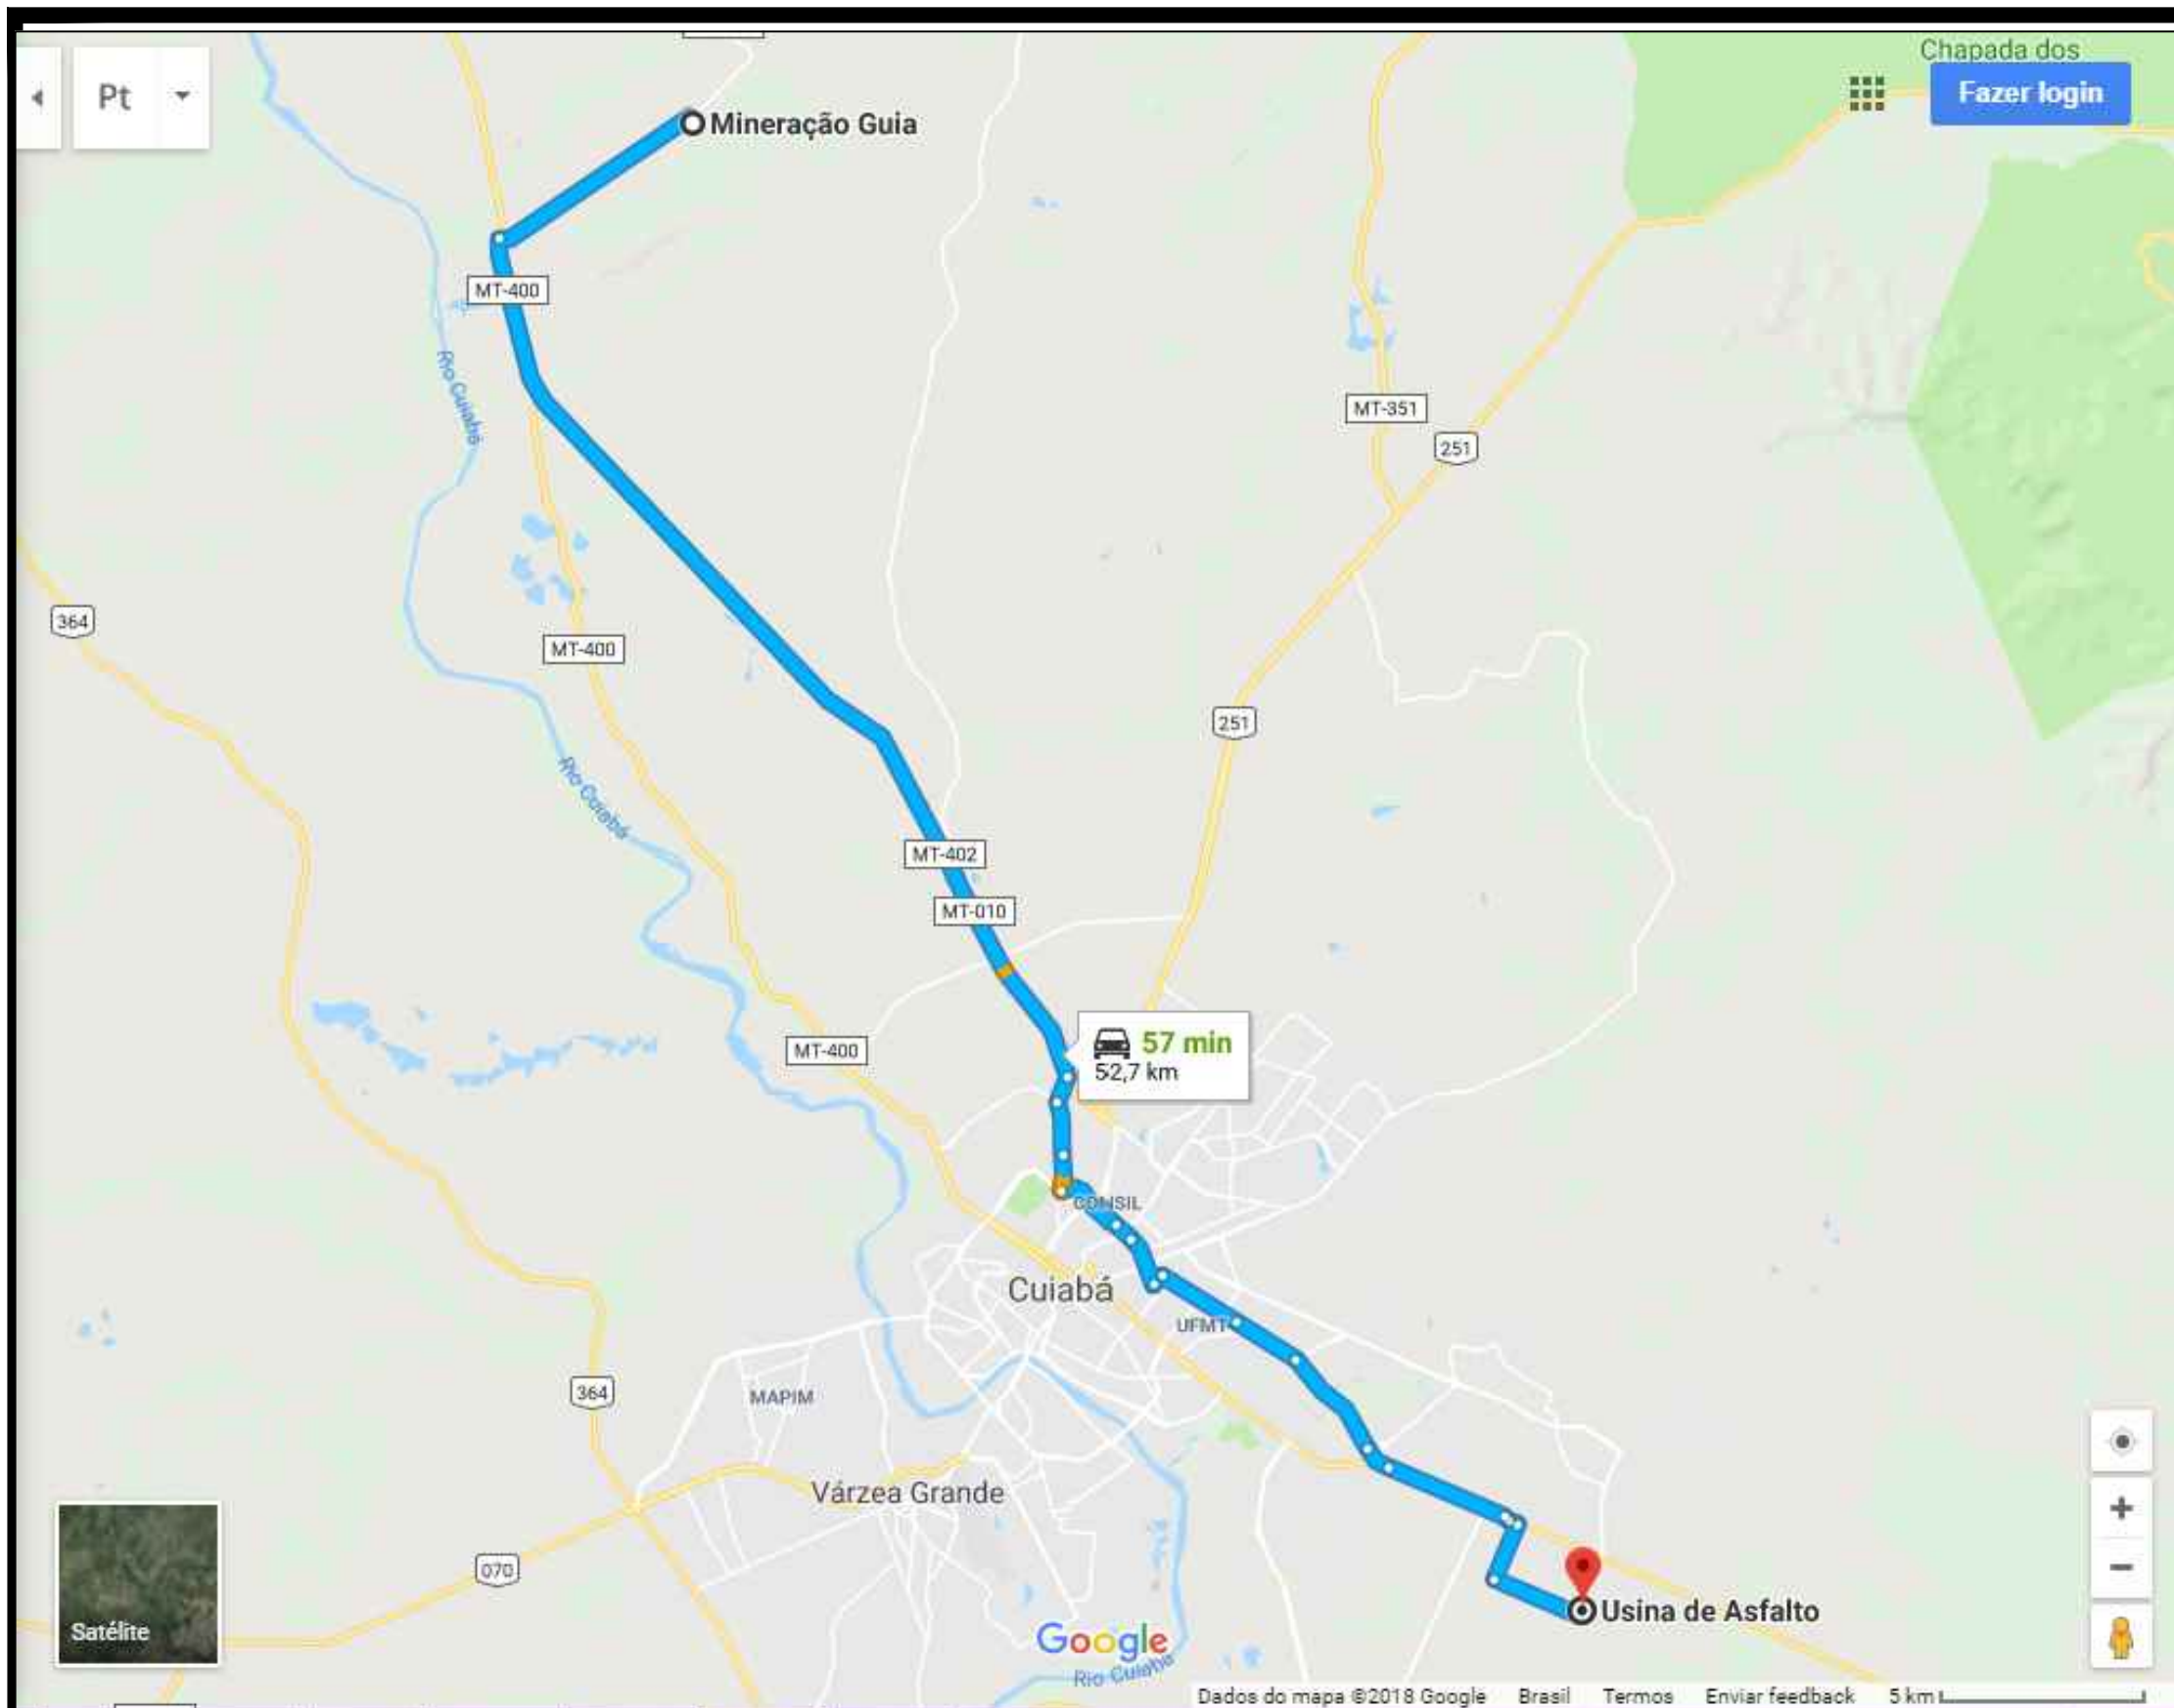 Chapada dos
Pt
Fazer login
Mineração Guia
MT-400
Rio Cuiabá
MT-351
251
364
MT-400
251
Rio Cuiabá
MT-402
MT-010
MT-400
57 min
52,7 km
CONSIL
Cuiabá
UFMT
364
MAPIM
Várzea Grande
070
Usina de Asfalto
Satélite
Google
Rio Cuiabá
Dados do mapa ©2018 Google Brasil Termos Enviar feedback 5 km